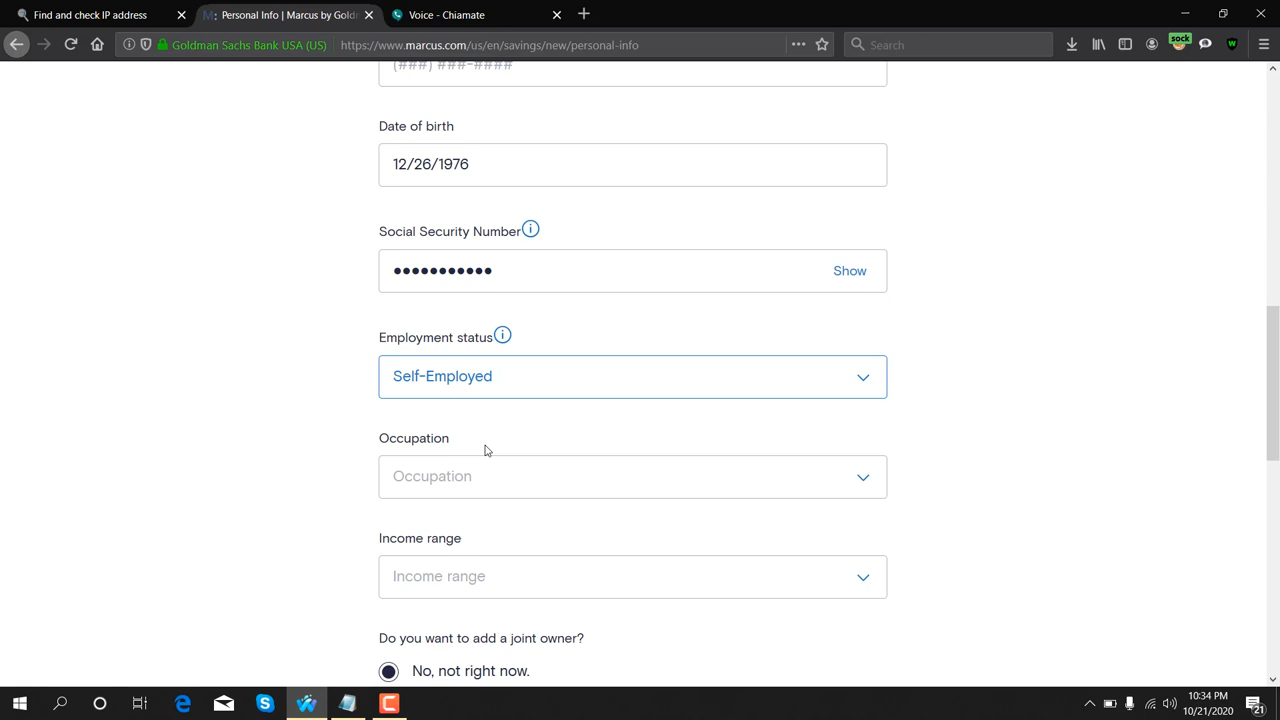 Find and check IP address
Personal Info | Marcus by Goldm
Voice - Chiamate
Goldman Sachs Bank USA (US)
https://www.marcus.com/us/en/savings/new/personal-info
Search
sock
(###) ###-####
Date of birth
12/26/1976
Social Security Number
•••••••••••
Show
Employment status
Self-Employed
Occupation
Occupation
Income range
Income range
Do you want to add a joint owner?
No, not right now.
10:34 PM
10/21/2020
21